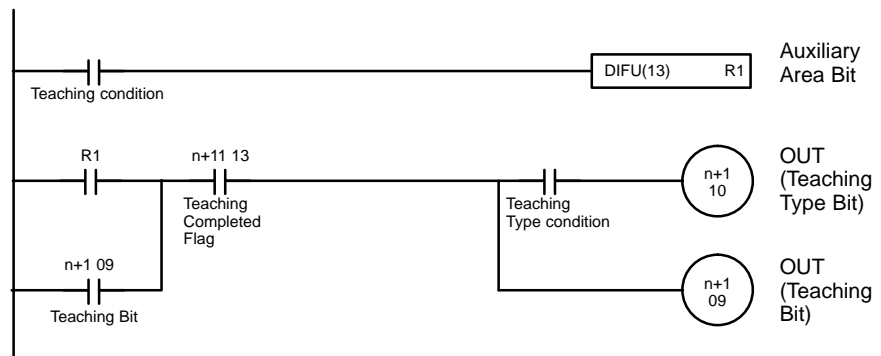 Teaching condition
DIFU(13) R1
Auxiliary
Area Bit
R1
n+11 13
Teaching
Completed
Flag
Teaching
Type condition
n+1
10
OUT
(Teaching
Type Bit)
n+1 09
Teaching Bit
n+1
09
OUT
(Teaching
Bit)